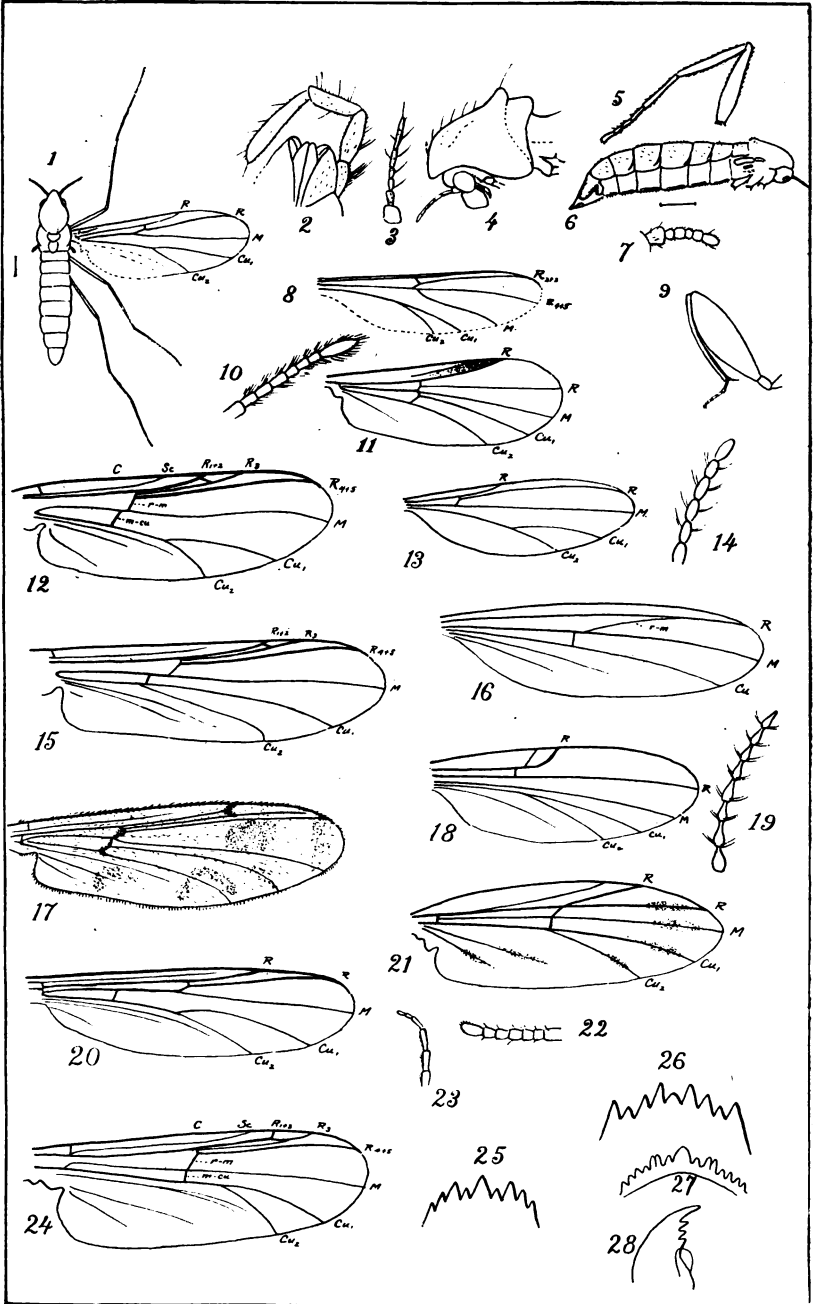 1
R
R
M
Cu1
Cu2
2
3
4
5
6
7
8
R2+3
R4+5
M
Cu1
Cu2
9
10
R
R
M
Cu1
Cu2
11
C Sc R1+2 R3
R4+5
r-m
m-cu
M
Cu1
Cu2
12
R
R
M.
Cu1
Cu2
13
14
R1+2 R3
R4+5
M
Cu1
Cu2
15
r-m
R
M
Cu
16
17
R
R
M
Cu1
Cu2
18
19
R
R
M
Cu1
Cu2
20
R
R
M
Cu1
Cu2
21
22
23
C Sc R1+2 R3
R4+5
r-m
m-cu
M
Cu1
Cu2
24
25
26
27
28